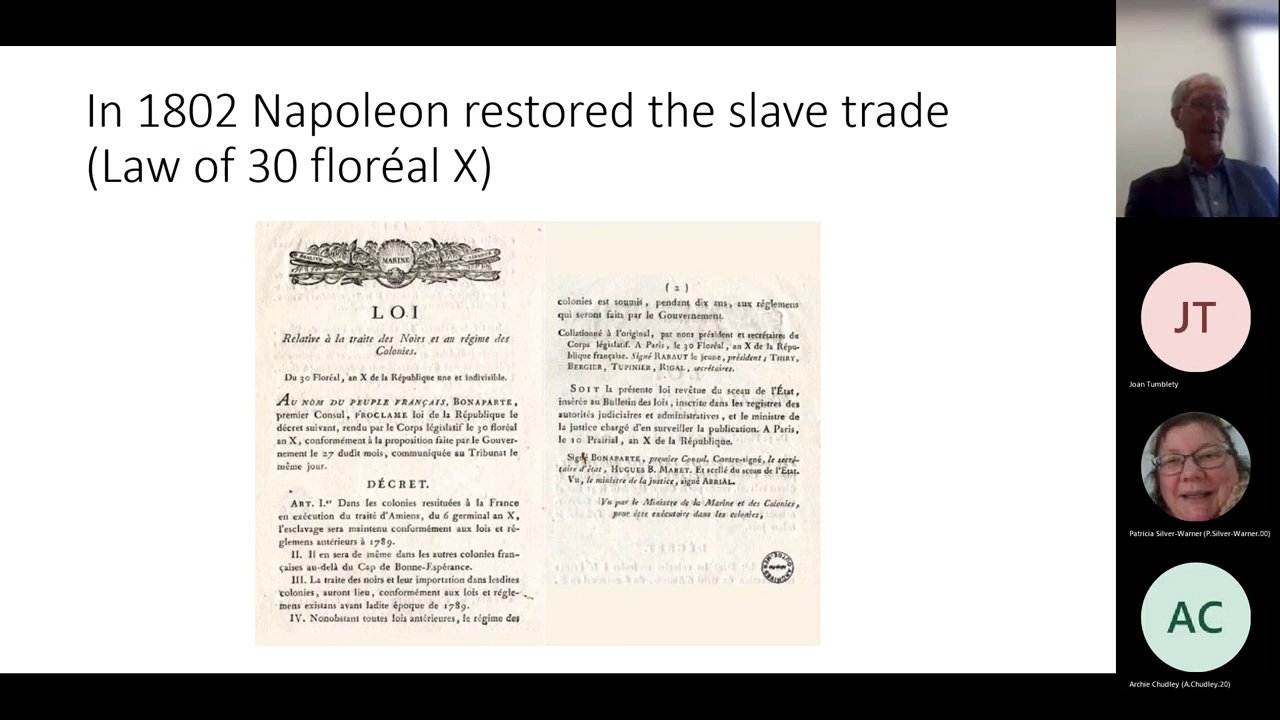 In 1802 Napoleon restored the slave trade
(Law of 30 floréal X)
MARINE
LOI
Relative à la traite des Noirs et au régime des
Colonies.
Du 30 Floréal, an X de la République une et indivisible.
AU NOM DU PEUPLE FRANÇAIS, BONAPARTE,
premier Consul, PROCLAME loi de la République le
décret suivant, rendu par le Corps législatif le 30 floréal
an X, conformément à la proposition faite par le Gouver-
nement le 27 dudit mois, communiquée au Tribunat le
même jour.
DÉCRET.
ART. I.er Dans les colonies restituées à la France
en exécution du traité d'Amiens, du 6 germinal an X,
l'esclavage sera maintenu conformément aux lois et ré-
glemens antérieurs à 1789.
II. Il en sera de même dans les autres colonies fran-
çaises au-delà du Cap de Bonne-Espérance.
III. La traite des noirs et leur importation dans lesdites
colonies, auront lieu, conformément aux lois et régle-
mens existans avant ladite époque de 1789.
IV. Nonobstant toutes lois antérieures, le régime des
( 2 )
colonies est soumis, pendant dix ans, aux réglemens
qui seront faits par le Gouvernement.
Collationné à l'original, par nous président et secrétaires du
Corps législatif. A Paris, le 30 Floréal, an X de la Répu-
blique française. Signé RABAUT le jeune, président; THIRY,
BERGIER, TUPINIER, RIGAL, secrétaires.
SOIT la présente loi revêtue du sceau de l'État,
insérée au Bulletin des lois, inscrite dans les registres des
autorités judiciaires et administratives, et le ministre de
la justice chargé d'en surveiller la publication. A Paris,
le 10 Prairial, an X de la République.
Signé BONAPARTE, premier Consul. Contre-signé, le secré-
taire d'état, HUGUES B. MARET. Et scellé du sceau de l'État.
Vu, le ministre de la justice, signé ABRIAL.
Vu par le Ministre de la Marine et des Colonies,
pour être exécutoire dans les colonies,
JT
Joan Tumblety
Patricia Silver-Warner (P.Silver-Warner.00)
AC
Archie Chudley (A.Chudley.20)